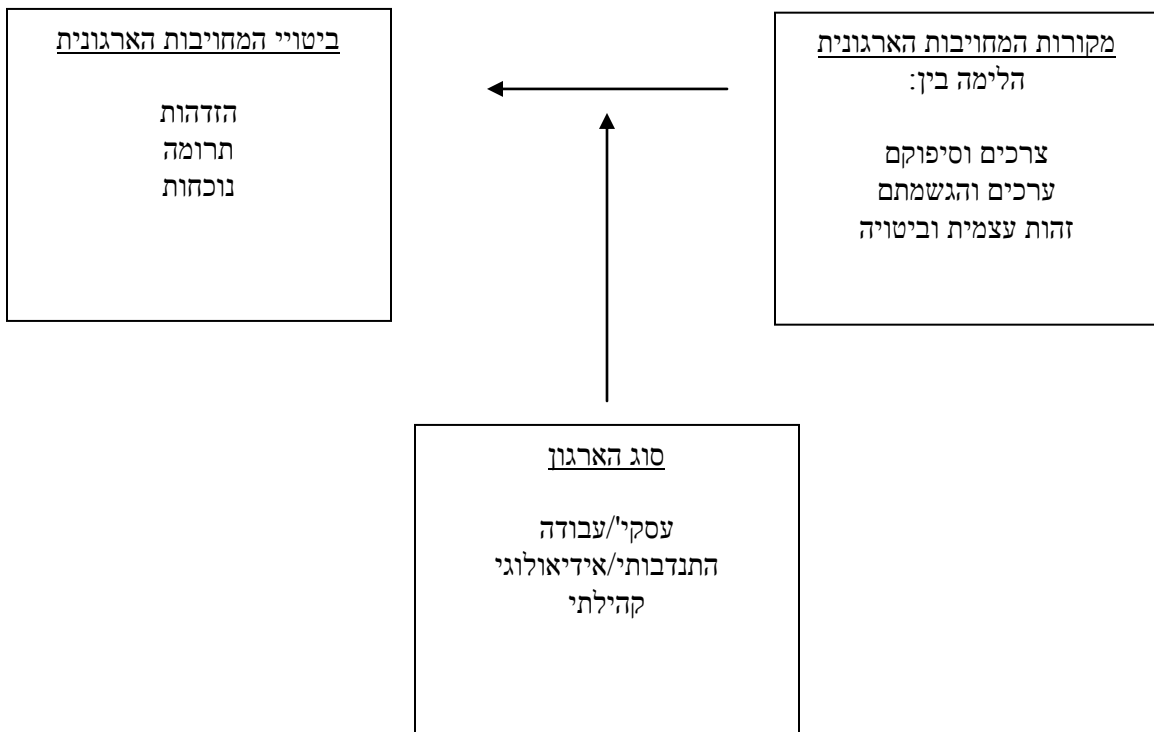 מקורות המחויבות הארגונית
הלימה בין:
צרכים וסיפוקם
ערכים והגשמתם
זהות עצמית וביטויה
ביטויי המחויבות הארגונית
הזדהות
תרומה
נוכחות
סוג הארגון
עסקי'/עבודה
התנדבותי/אידיאולוגי
קהילתי